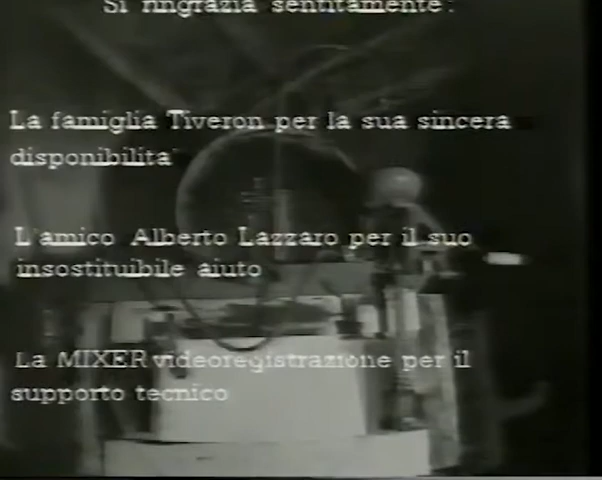 Si ringrazia sentitamente:
La famiglia Tiveron per la sua sincera
disponibilita'
L'amico Alberto Lazzaro per il suo
insostituibile aiuto
La MIXER videoregistrazione per il
supporto tecnico